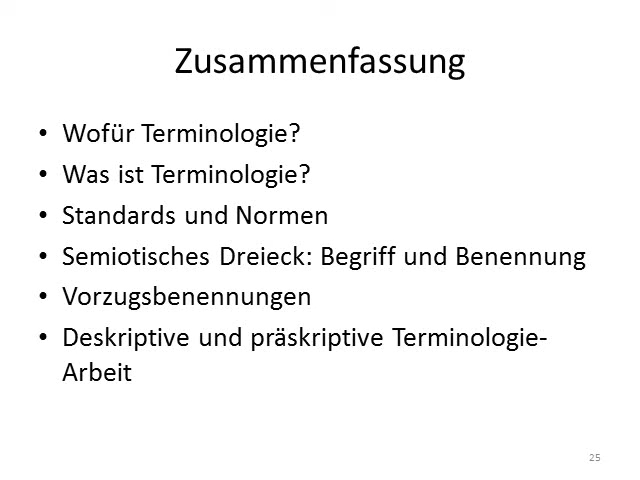 Zusammenfassung
• Wofür Terminologie?
• Was ist Terminologie?
• Standards und Normen
• Semiotisches Dreieck: Begriff und Benennung
• Vorzugsbenennungen
• Deskriptive und präskriptive Terminologie-
Arbeit
25